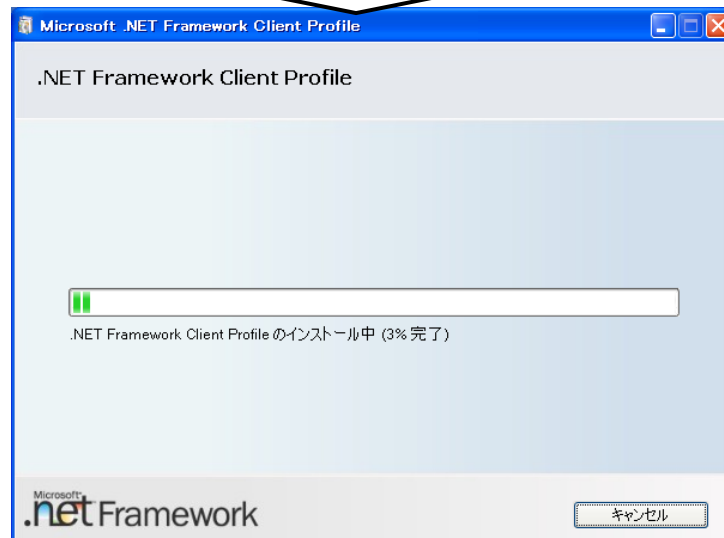 Microsoft .NET Framework Client Profile
.NET Framework Client Profile
.NET Framework Client Profile のインストール中 (3% 完了)
Microsoft
.net Framework
キャンセル